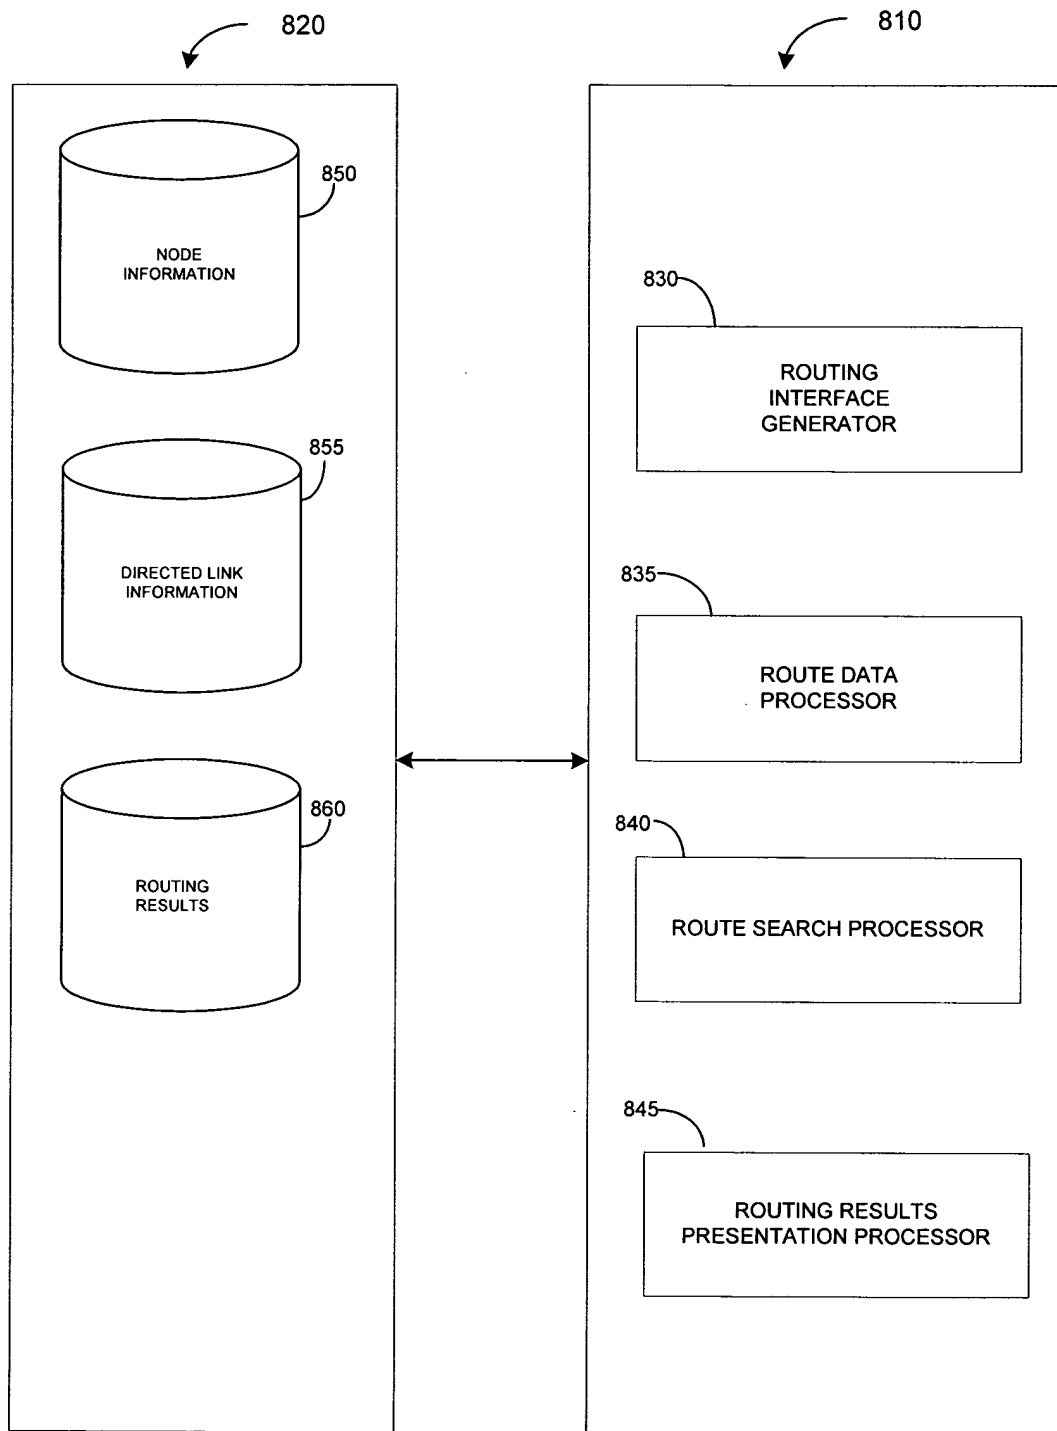 820
850
NODE
INFORMATION
855
DIRECTED LINK
INFORMATION
860
ROUTING
RESULTS
810
830
ROUTING
INTERFACE
GENERATOR
835
ROUTE DATA
PROCESSOR
840
ROUTE SEARCH PROCESSOR
845
ROUTING RESULTS
PRESENTATION PROCESSOR